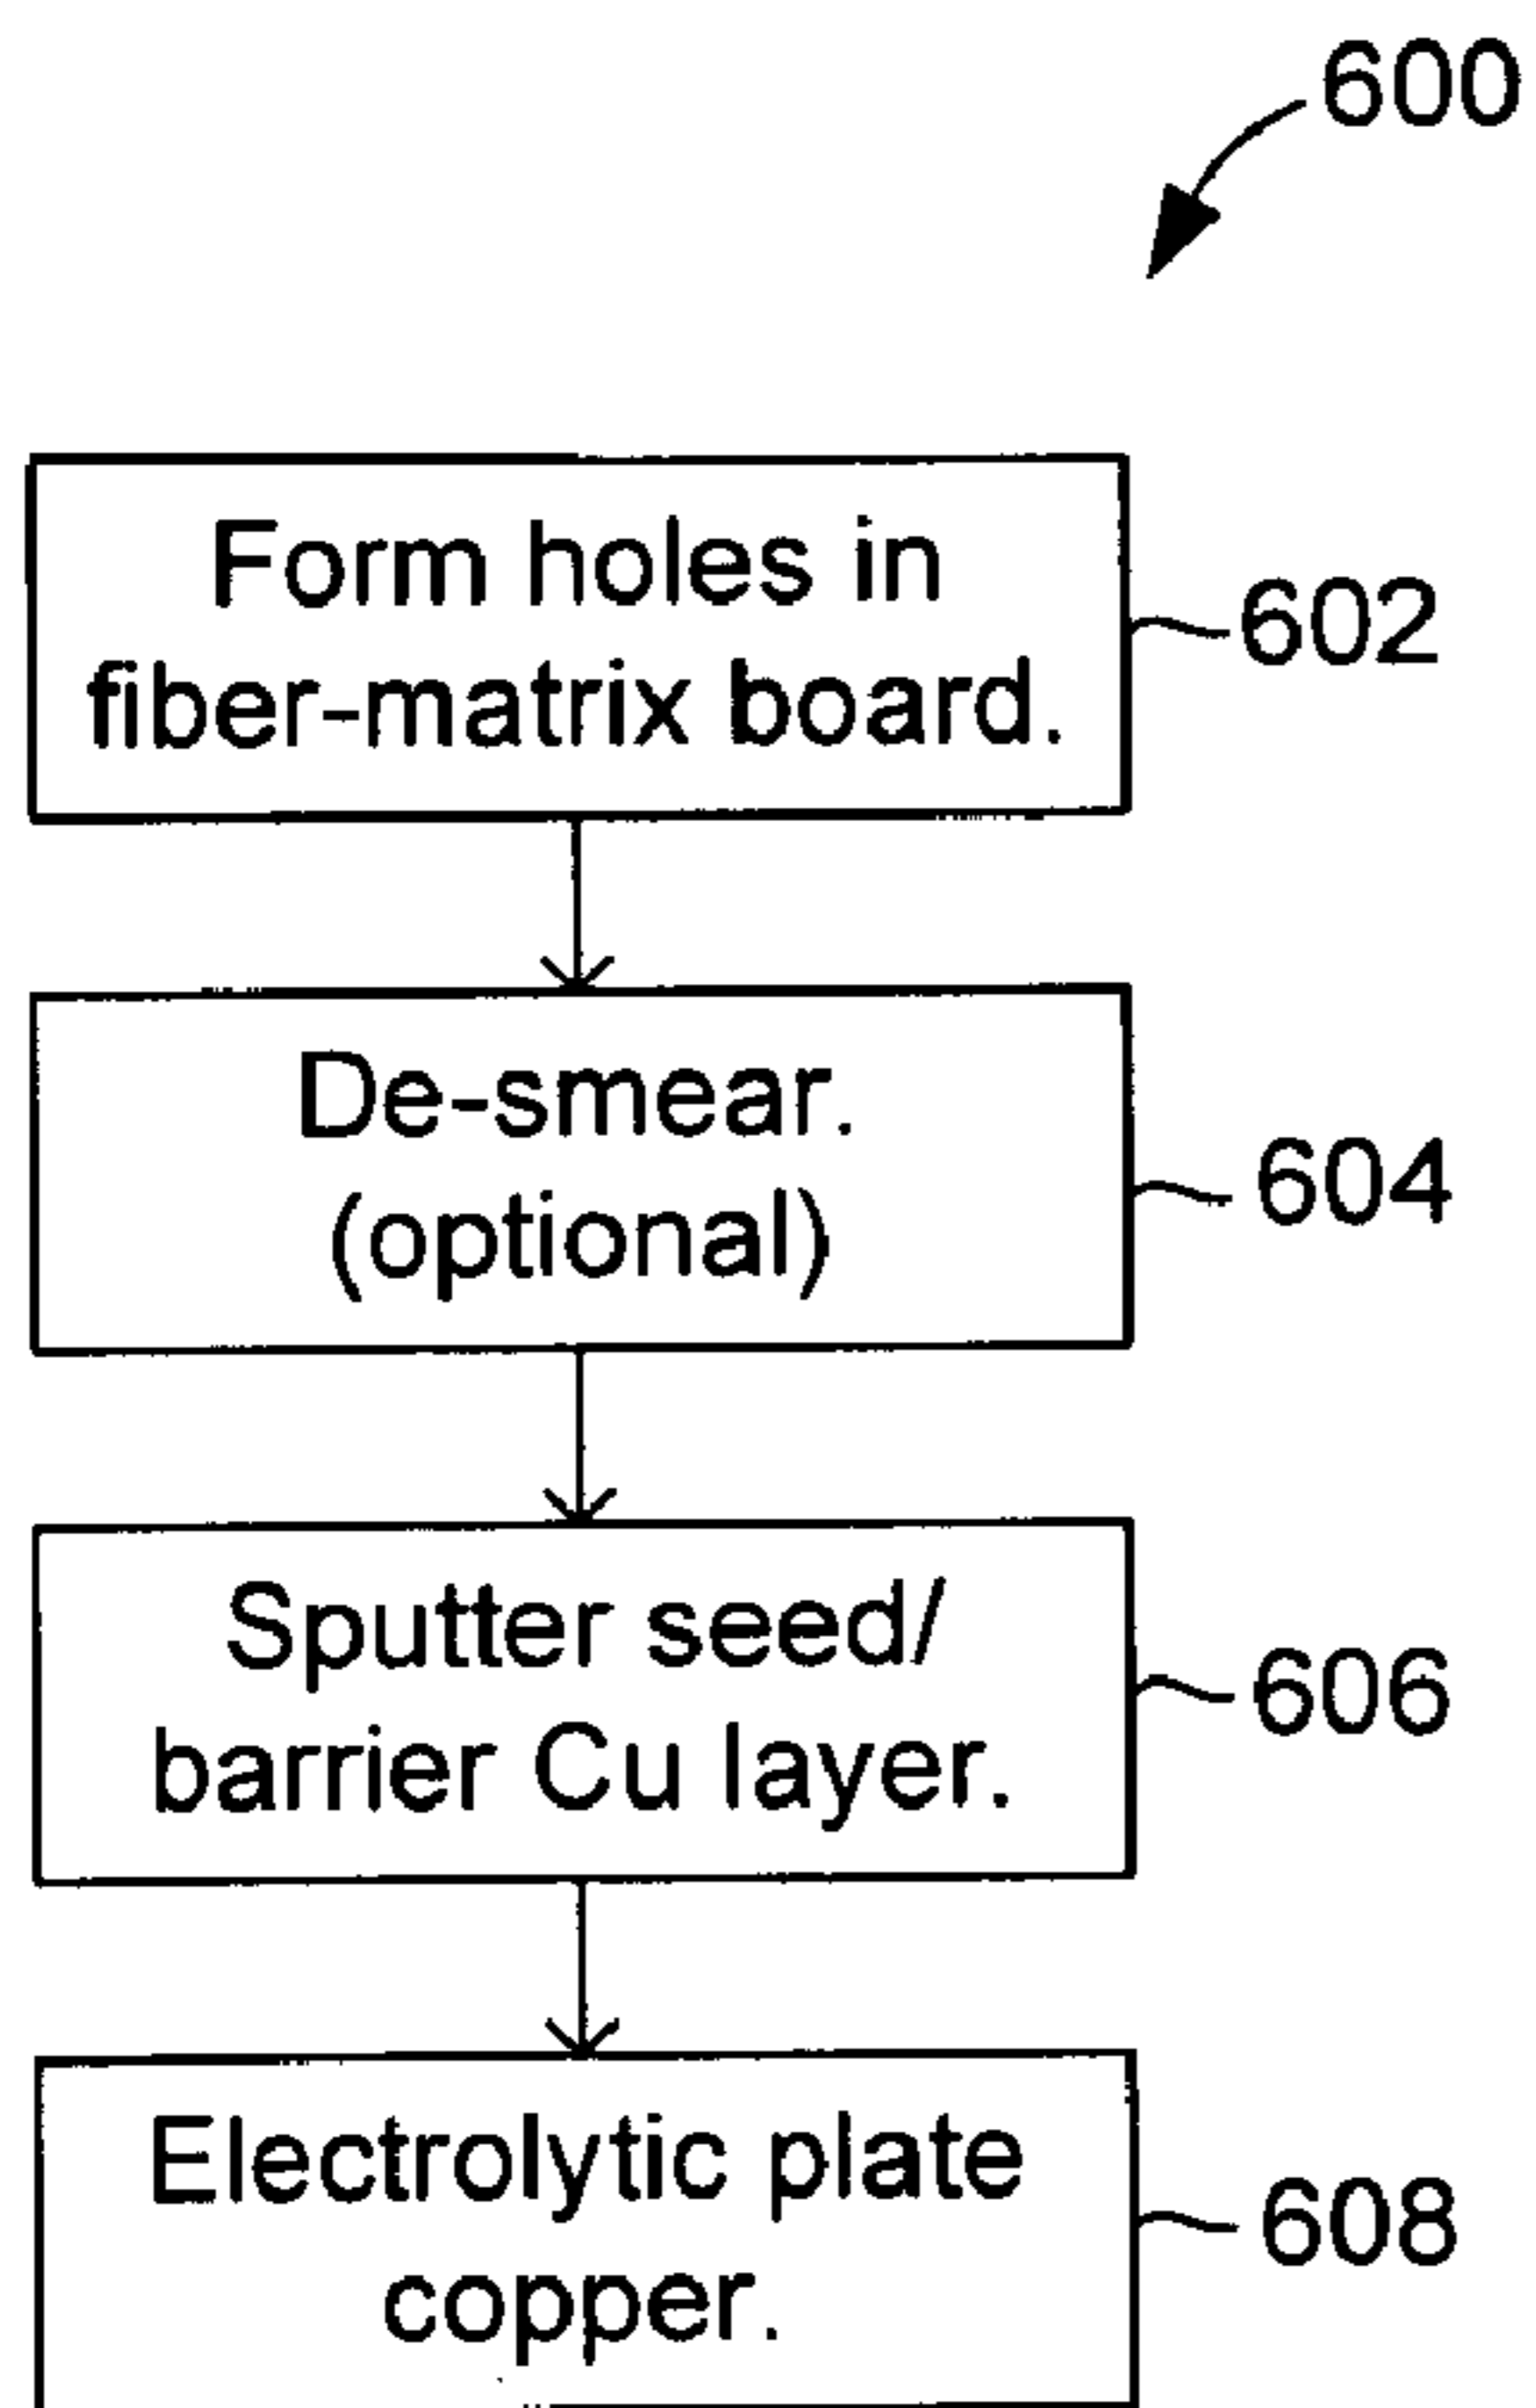 600
Form holes in
fiber-matrix board.
602
De-smear.
(optional)
604
Sputter seed/
barrier Cu layer.
606
Electrolytic plate
copper.
608